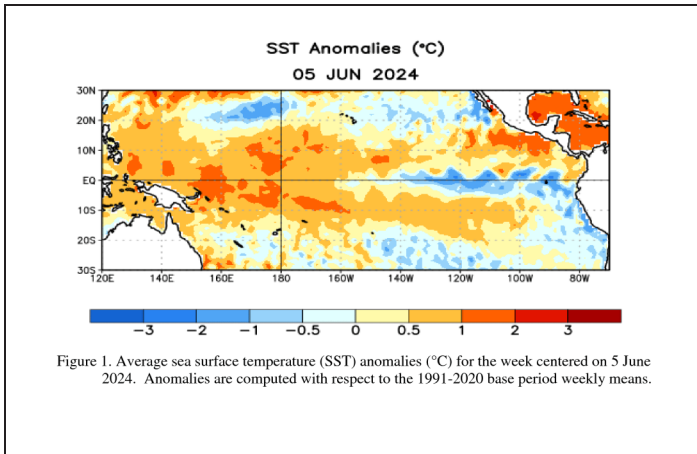 SST Anomalies (°C)
05 JUN 2024
30N
20N
10N
EQ
10S
20S
30S
120E 140E 160E 180 160W 140W 120W 100W 80W
−3 −2 −1 −0.5 0 0.5 1 2 3
Figure 1. Average sea surface temperature (SST) anomalies (°C) for the week centered on 5 June
2024. Anomalies are computed with respect to the 1991-2020 base period weekly means.